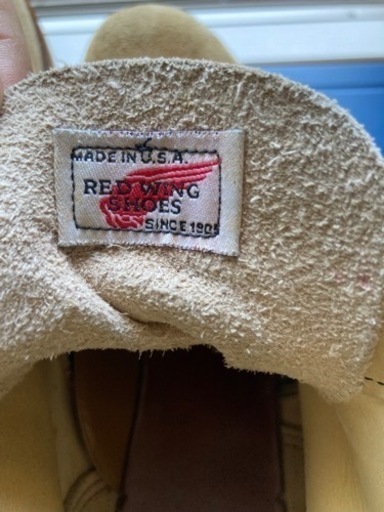 MADE IN U.S.A.
RED WING
SHOES
SINCE 1905